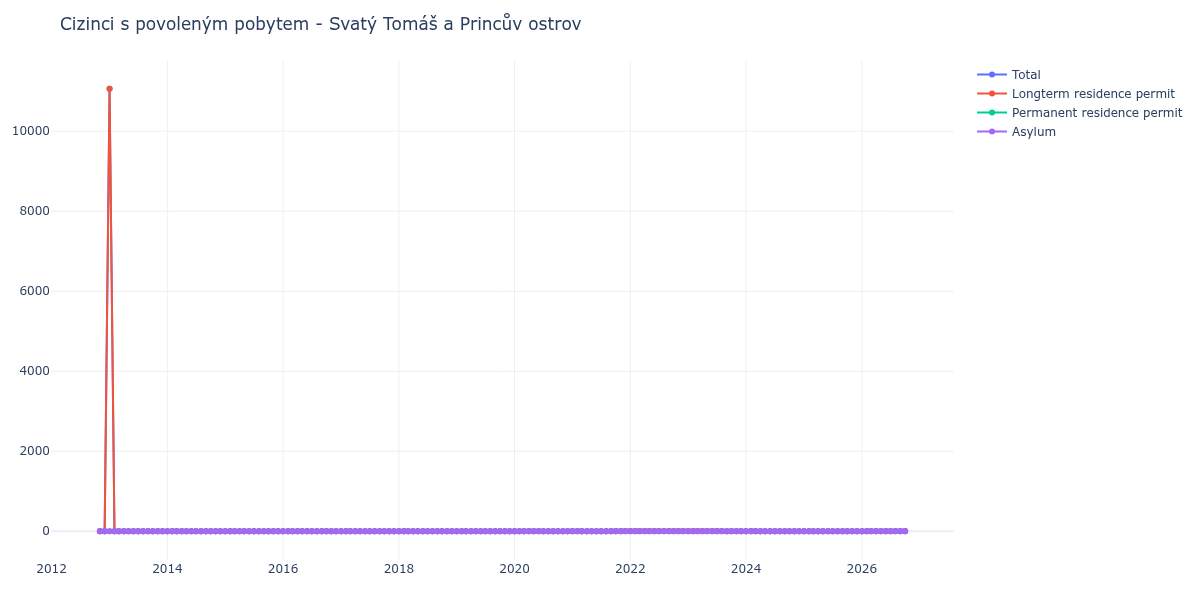 Cizinci s povoleným pobytem - Svatý Tomáš a Princův ostrov
Total
Longterm residence permit
Permanent residence permit
Asylum
10000
8000
6000
4000
2000
0
2012 2014 2016 2018 2020 2022 2024 2026